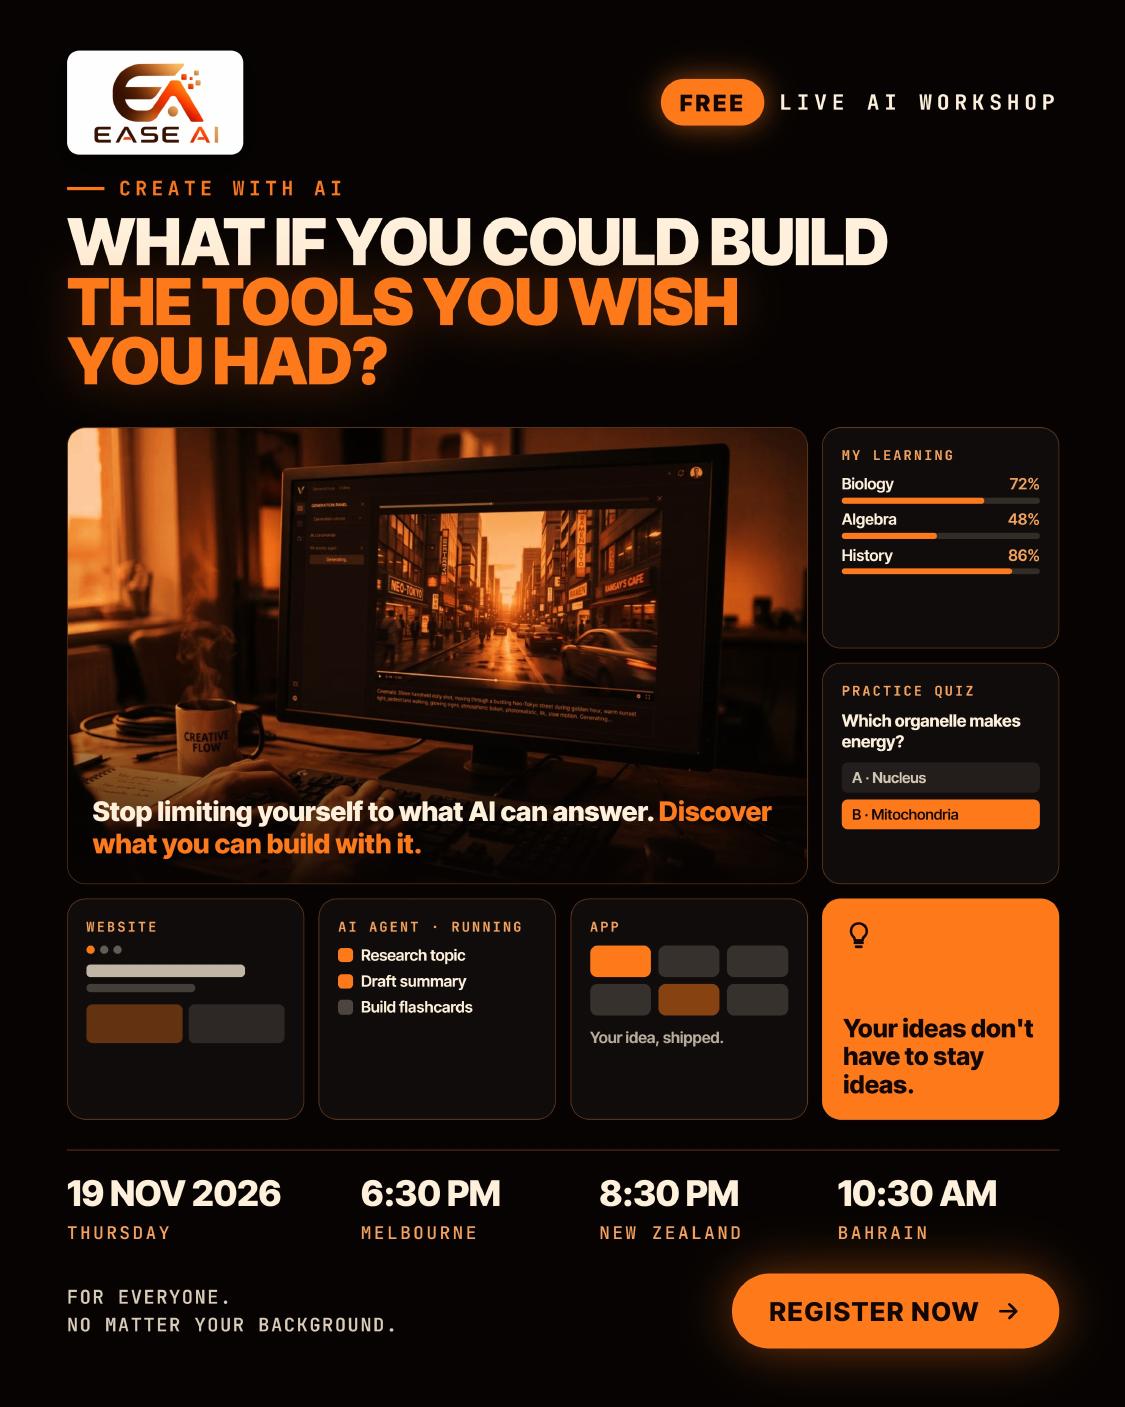 EASE AI
FREE LIVE AI WORKSHOP
CREATE WITH AI
WHAT IF YOU COULD BUILD
THE TOOLS YOU WISH
YOU HAD?
GENERATION PANEL
Generating...
NEO-TOKYO
RAMSAY'S CAFE
CREATIVE
FLOW
Stop limiting yourself to what AI can answer. Discover
what you can build with it.
MY LEARNING
Biology 72%
Algebra 48%
History 86%
PRACTICE QUIZ
Which organelle makes
energy?
A · Nucleus
B · Mitochondria
WEBSITE
AI AGENT · RUNNING
Research topic
Draft summary
Build flashcards
APP
Your idea, shipped.
Your ideas don't
have to stay
ideas.
19 NOV 2026
THURSDAY
6:30 PM
MELBOURNE
8:30 PM
NEW ZEALAND
10:30 AM
BAHRAIN
FOR EVERYONE.
NO MATTER YOUR BACKGROUND.
REGISTER NOW →